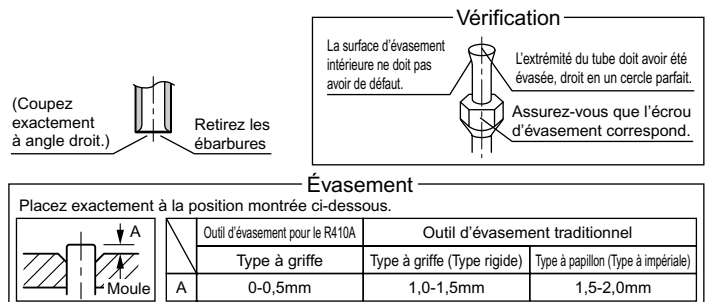 Vérification
La surface d'évasement
intérieure ne doit pas
avoir de défaut.
L'extrémité du tube doit avoir été
évasée, droit en un cercle parfait.
Assurez-vous que l'écrou
d'évasement correspond.
(Coupez
exactement
à angle droit.)
Retirez les
ébarbures
Évasement
Placez exactement à la position montrée ci-dessous.
A
Moule
Outil d'évasement pour le R410A Outil d'évasement traditionnel
Type à griffe Type à griffe (Type rigide) Type à papillon (Type à impériale)
A 0-0,5mm 1,0-1,5mm 1,5-2,0mm